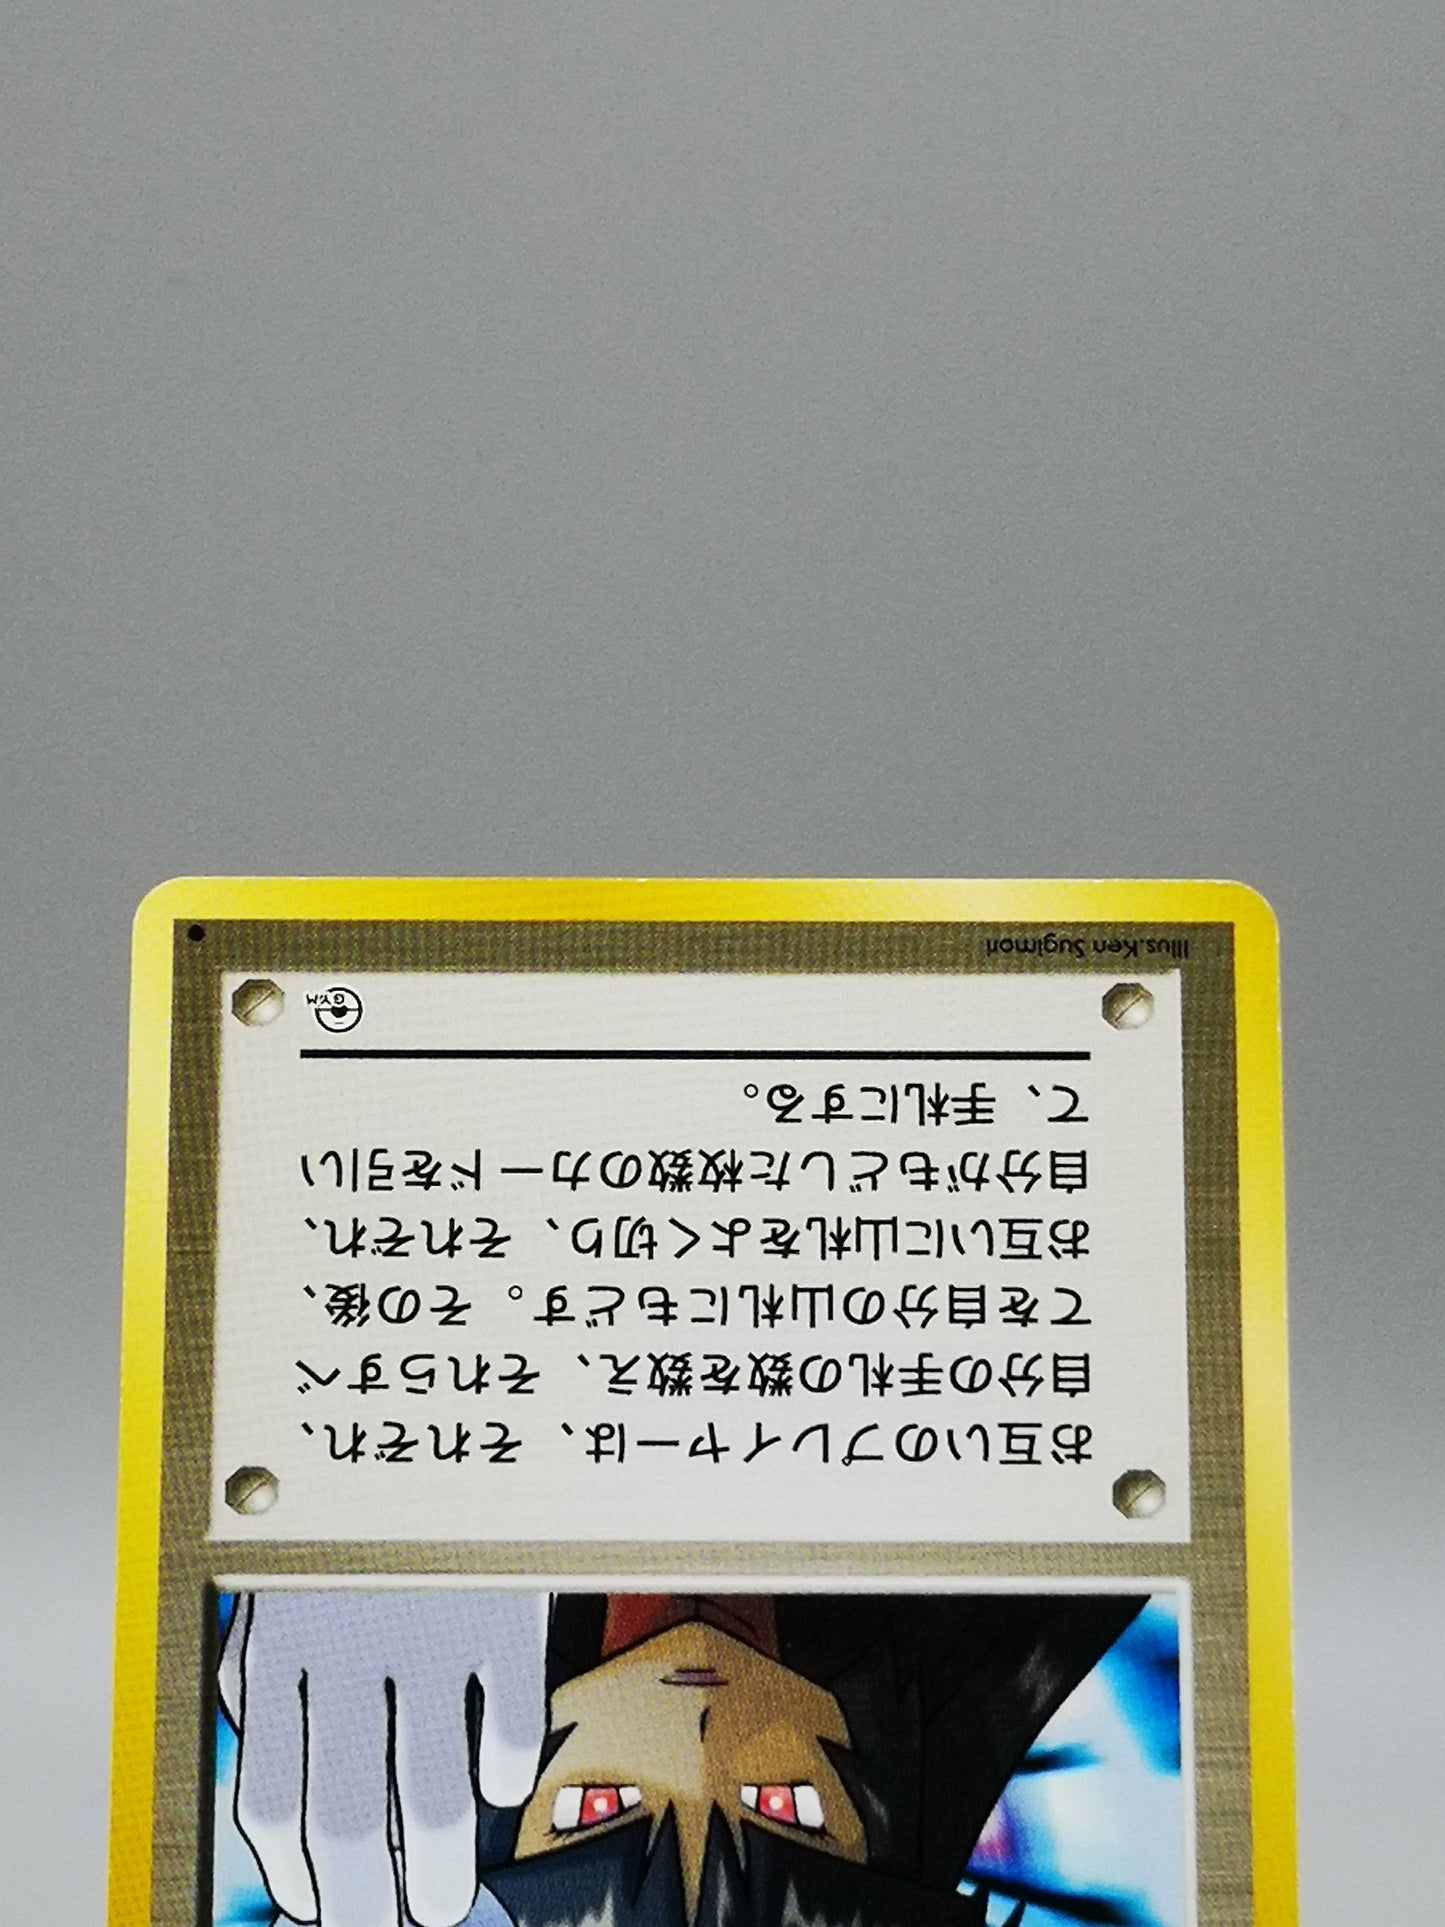 お互いのプレイヤーは、それぞれ、
自分の手札の数を数え、それらすべ
てを自分の山札にもどす。その後、
お互いに山札をよく切り、それぞれ、
自分がもどした枚数のカードを引い
て、手札にする。
GYM
Illus.Ken Sugimori